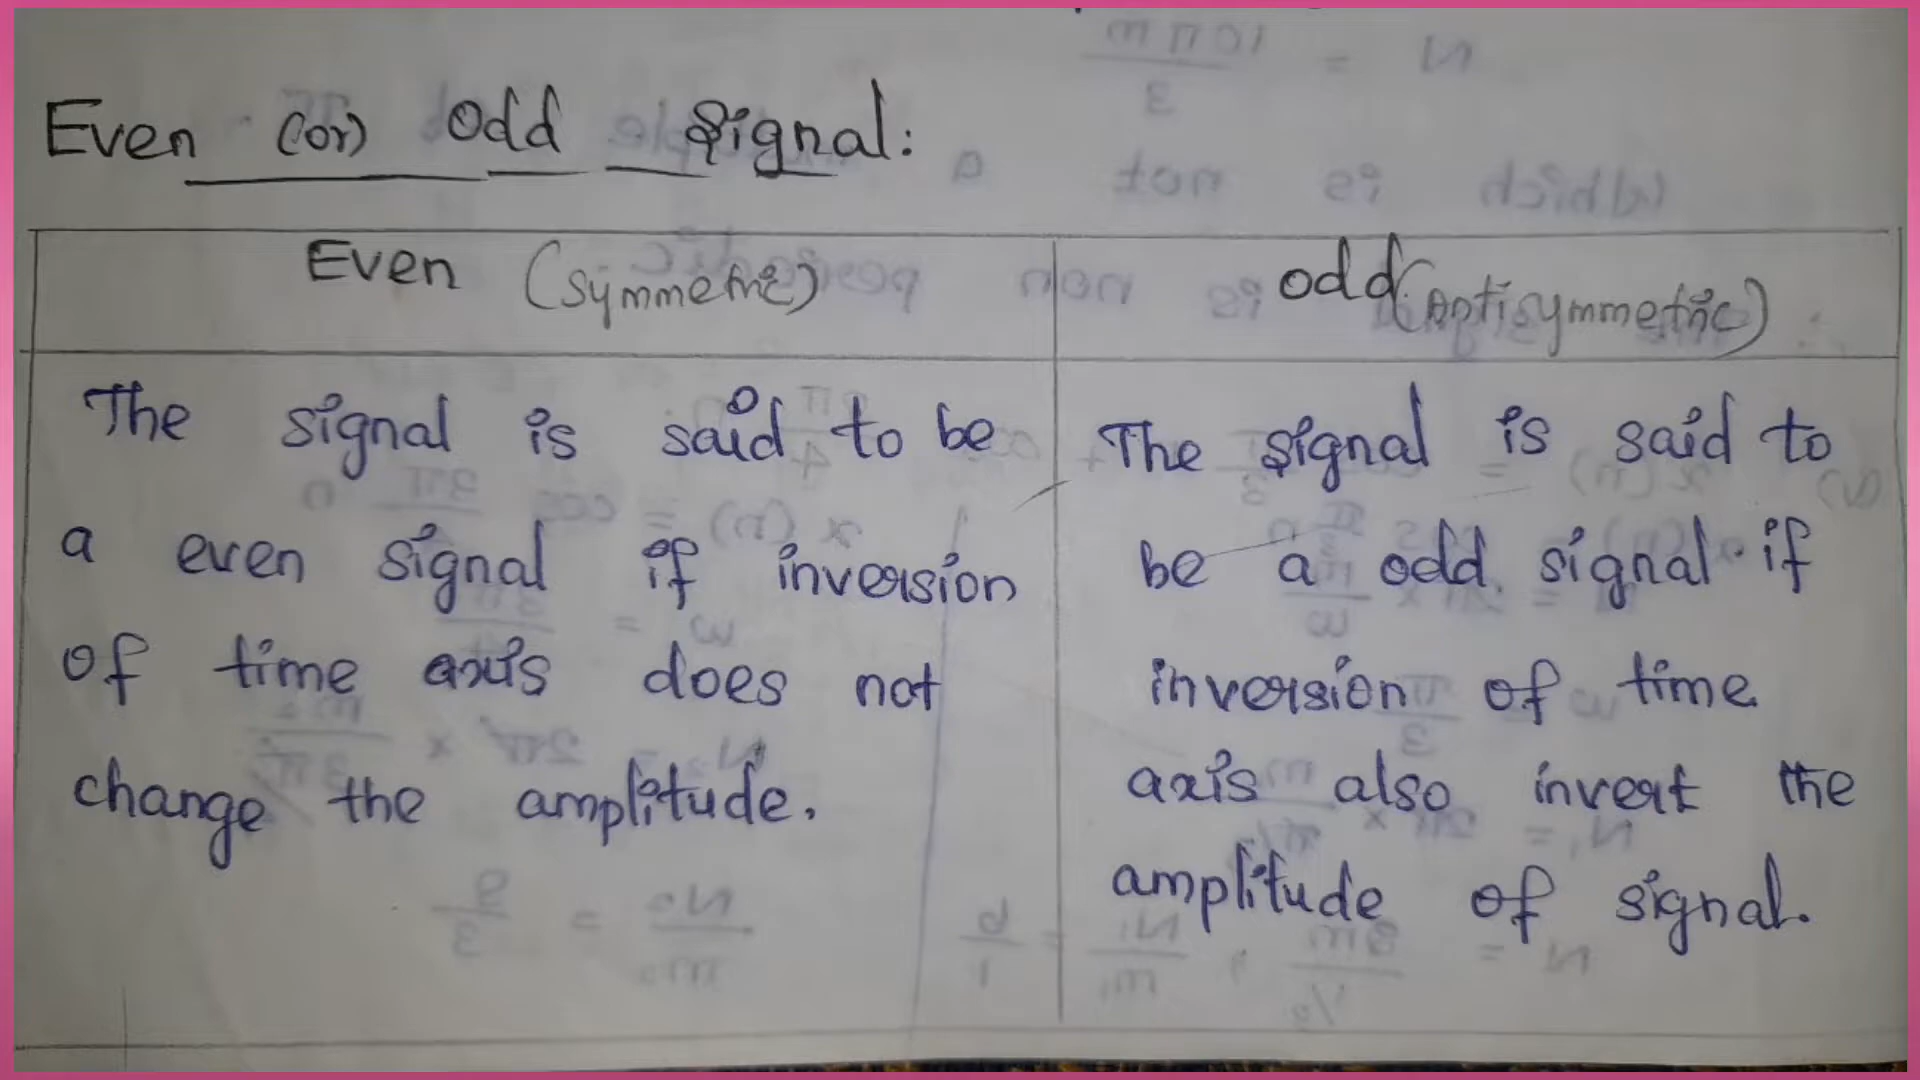 Even (or) Odd Signal:
Even (Symmetric)
The signal is said to be
a even signal if inversion
of time axis does not
change the amplitude.
odd (Antisymmetric)
The signal is said to
be a odd signal if
inversion of time
axis also invert the
amplitude of signal.